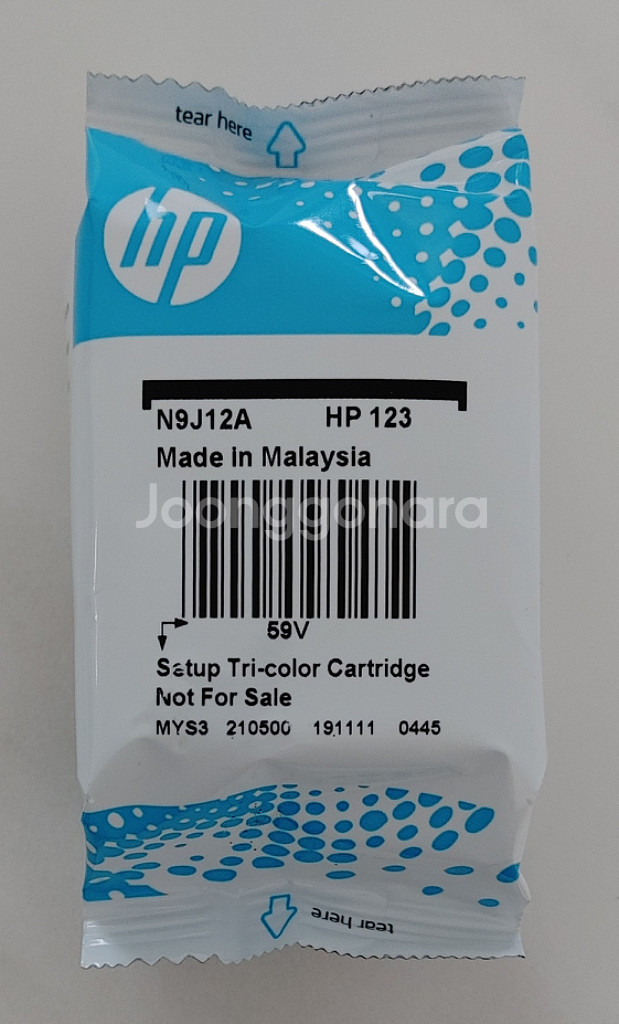 tear here
hp
N9J12A HP 123
Made in Malaysia
Joonggonara
59V
Setup Tri-color Cartridge
Not For Sale
MYS3 210500 191111 0445
tear here